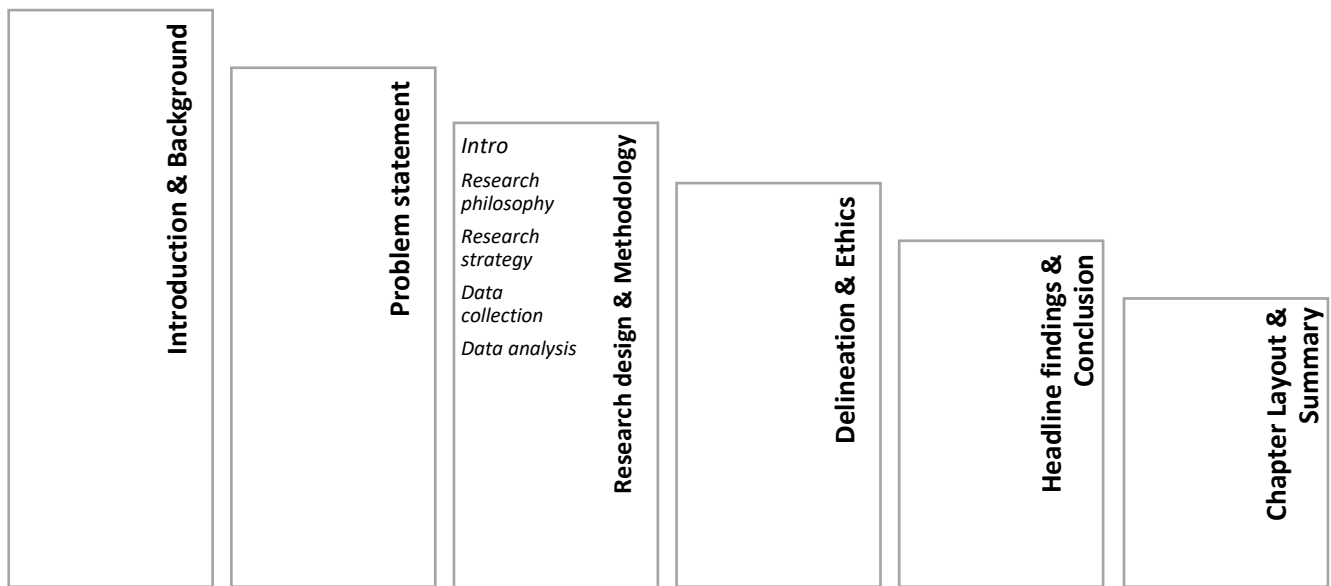 Introduction & Background
Problem statement
Intro
Research
philosophy
Research
strategy
Data
collection
Data analysis
Research design & Methodology
Delineation & Ethics
Headline findings &
Conclusion
Chapter Layout &
Summary